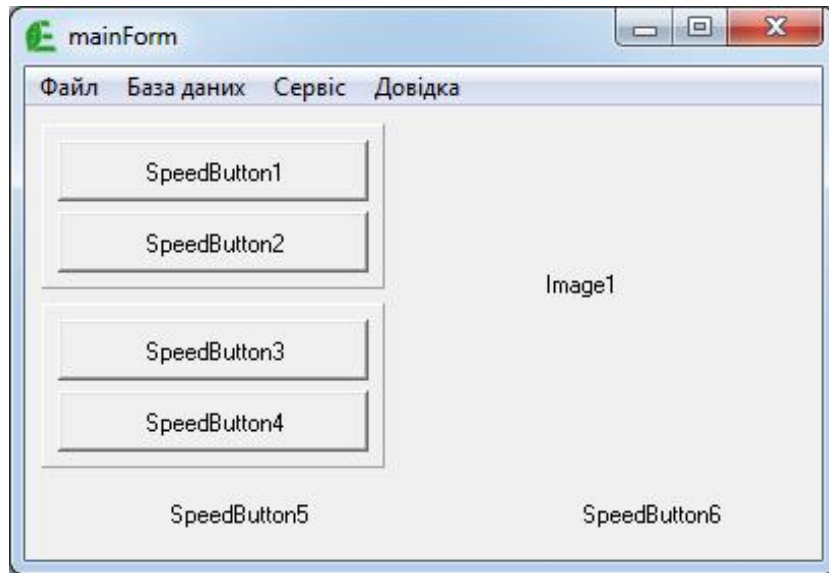 mainForm
Файл База даних Сервіс Довідка
SpeedButton1
SpeedButton2
Image1
SpeedButton3
SpeedButton4
SpeedButton5 SpeedButton6